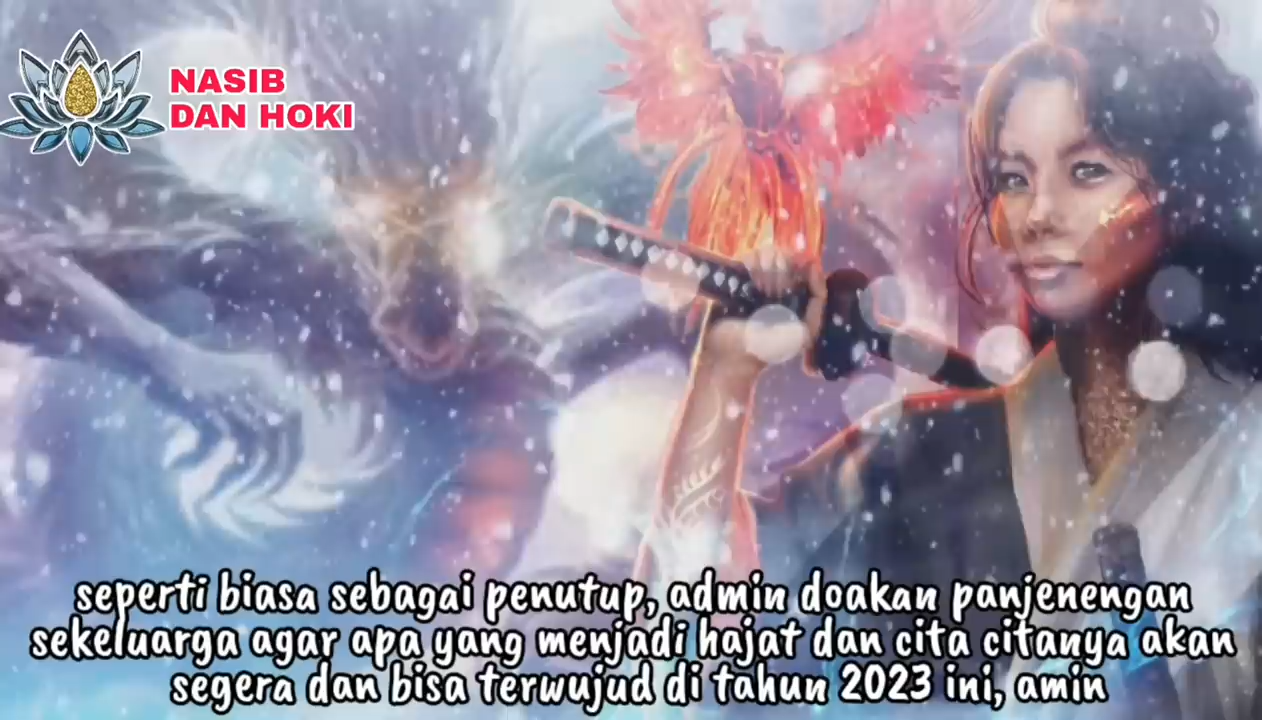 NASIB
DAN HOKI
seperti biasa sebagai penutup, admin doakan panjenengan
sekeluarga agar apa yang menjadi hajat dan cita citanya akan
segera dan bisa terwujud di tahun 2023 ini, amin